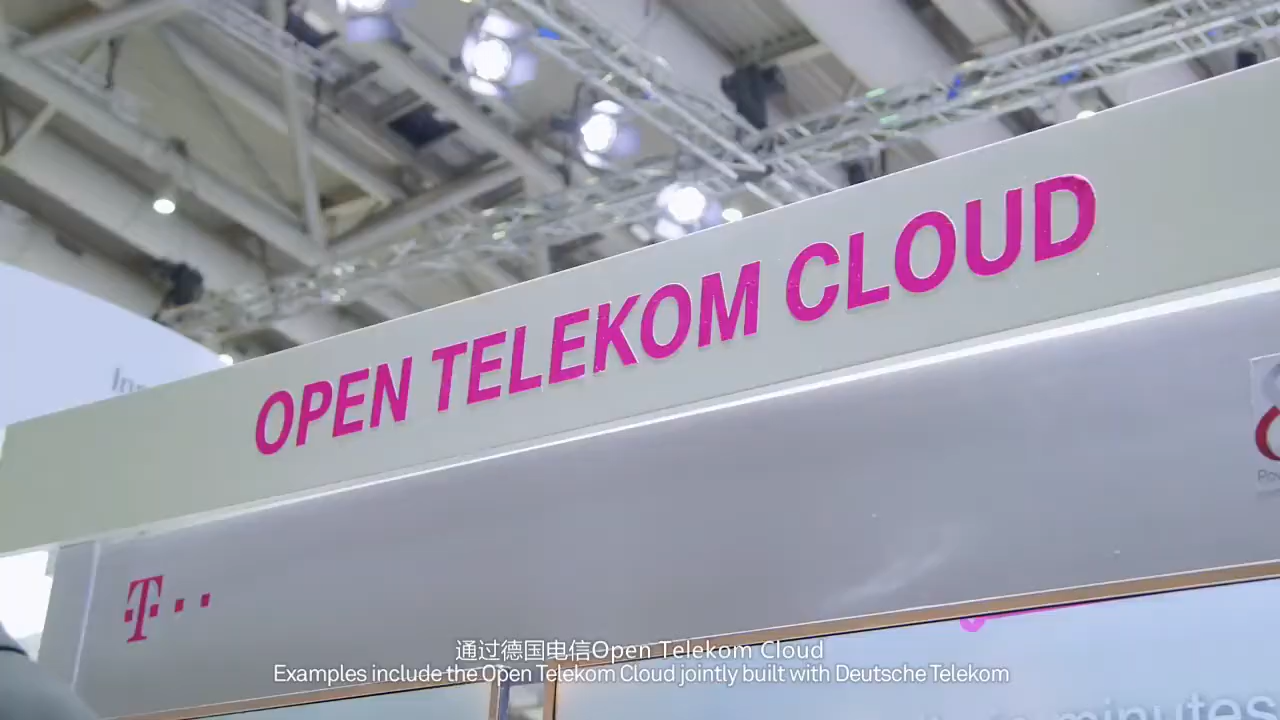 OPEN TELEKOM CLOUD
T
通过德国电信Open Telekom Cloud
Examples include the Open Telekom Cloud jointly built with Deutsche Telekom
minutes